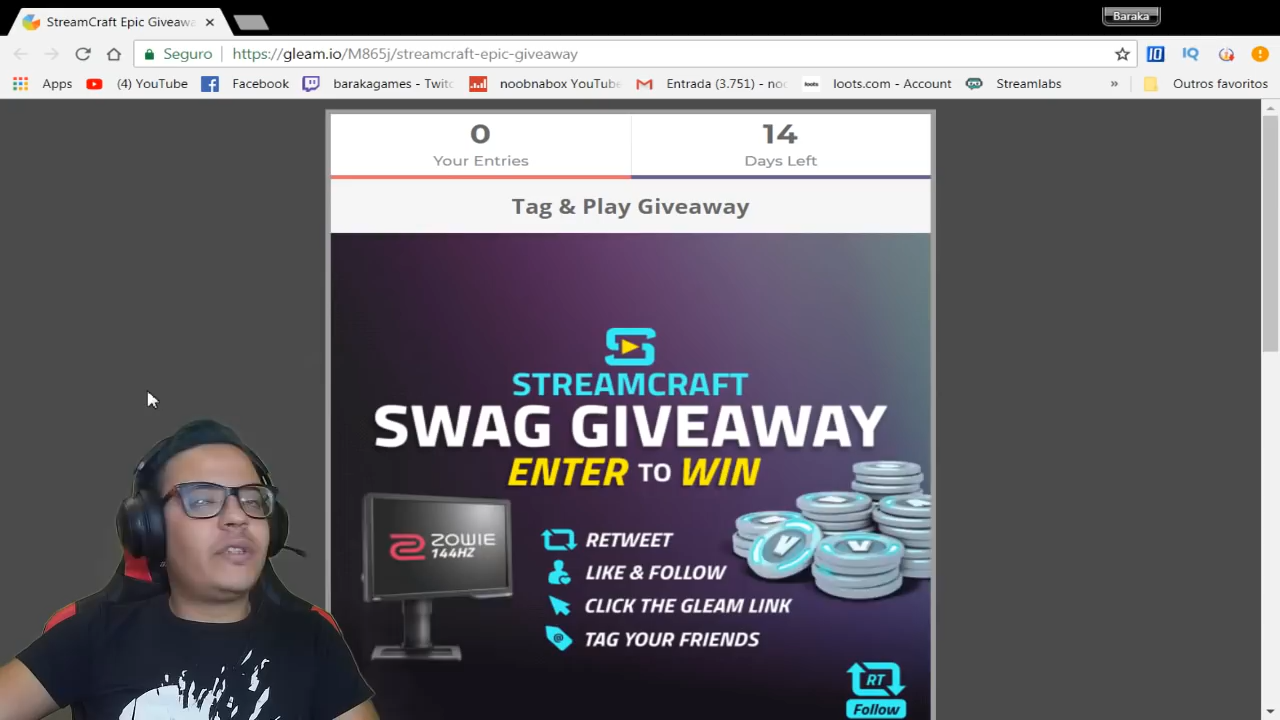 StreamCraft Epic Giveawa
Baraka
Seguro
https://gleam.io/M865j/streamcraft-epic-giveaway
Apps
(4) YouTube
Facebook
barakagames - Twitc
noobnabox YouTube
Entrada (3.751) - no
loots
loots.com - Account
Streamlabs
»
Outros favoritos
0
Your Entries
14
Days Left
Tag & Play Giveaway
STREAMCRAFT
SWAG GIVEAWAY
ENTER TO WIN
ZOWIE
144HZ
RETWEET
LIKE & FOLLOW
CLICK THE GLEAM LINK
TAG YOUR FRIENDS
RT
Follow